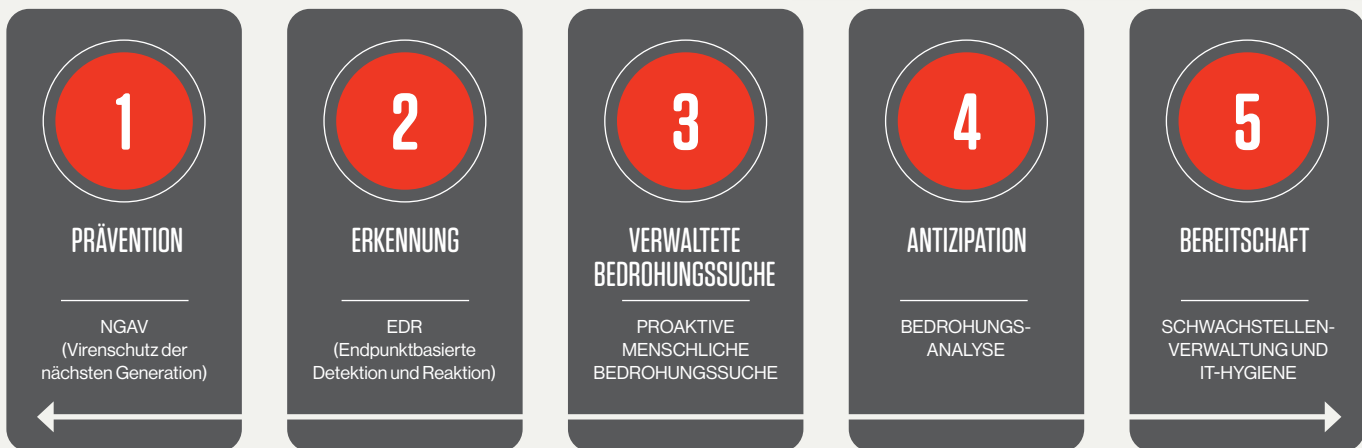 1
PRÄVENTION
NGAV
(Virenschutz der
nächsten Generation)
2
ERKENNUNG
EDR
(Endpunktbasierte
Detektion und Reaktion)
3
VERWALTETE
BEDROHUNGSSUCHE
PROAKTIVE
MENSCHLICHE
BEDROHUNGSSUCHE
4
ANTIZIPATION
BEDROHUNGS-
ANALYSE
5
BEREITSCHAFT
SCHWACHSTELLEN-
VERWALTUNG UND
IT-HYGIENE